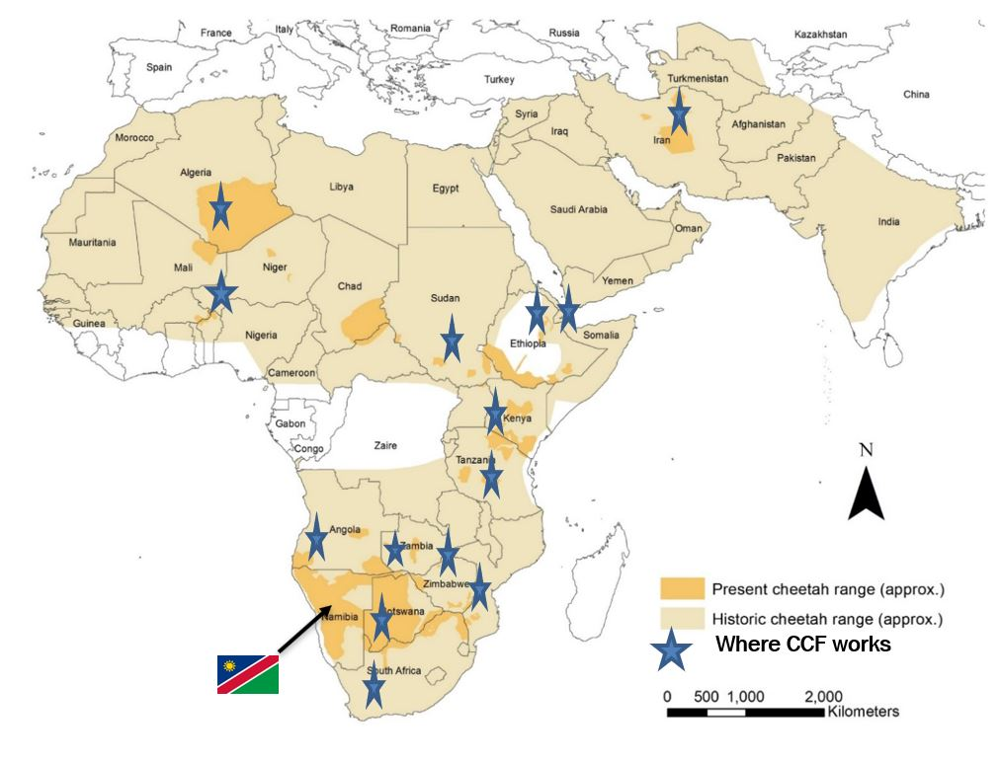 France
Italy
Romania
Russia
Kazakhstan
Spain
Turkey
Turkmenistan
China
Syria
Iraq
Iran
Afghanistan
Pakistan
Morocco
Algeria
Libya
Egypt
Saudi Arabia
Oman
India
Mauritania
Mali
Niger
Chad
Sudan
Yemen
Guinea
Nigeria
Ethiopia
Somalia
Cameroon
Gabon
Congo
Zaire
Kenya
Tanzania
Angola
Zambia
Zimbabwe
Namibia
Botswana
South Africa
N
Present cheetah range (approx.)
Historic cheetah range (approx.)
Where CCF works
0 500 1,000 2,000
Kilometers